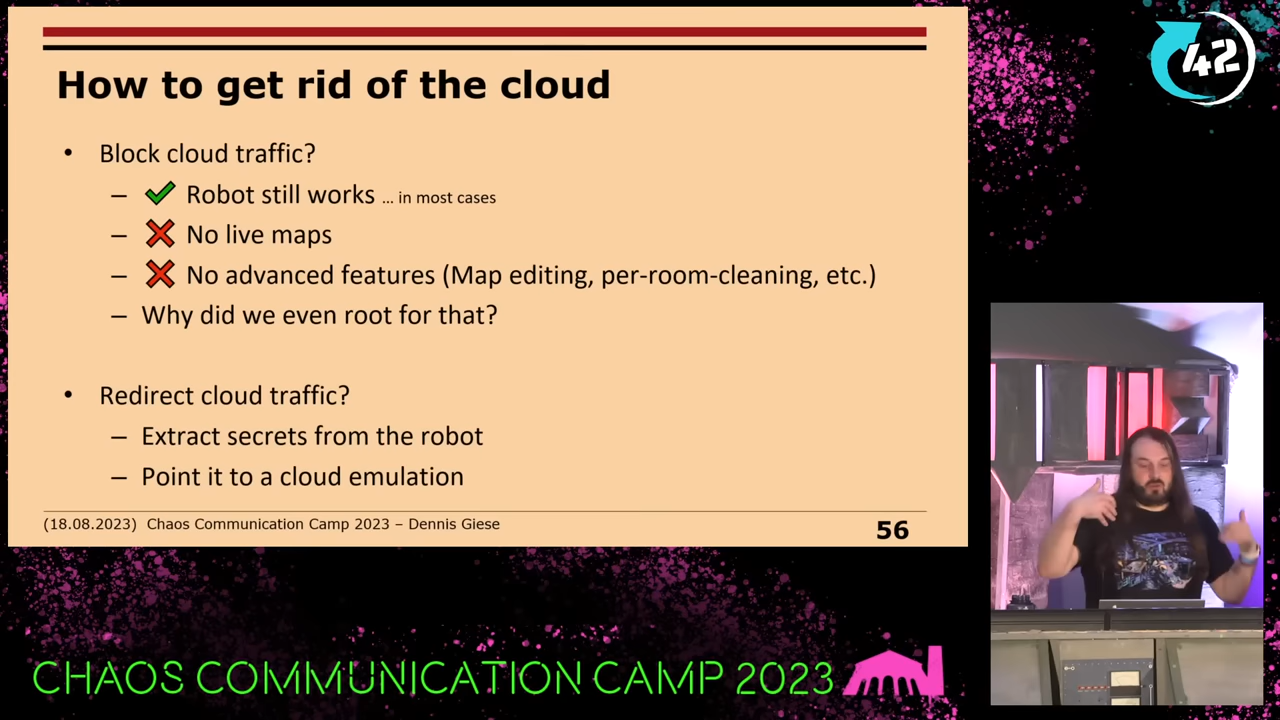 42
How to get rid of the cloud
• Block cloud traffic?
– Robot still works ... in most cases
– No live maps
– No advanced features (Map editing, per-room-cleaning, etc.)
– Why did we even root for that?
• Redirect cloud traffic?
– Extract secrets from the robot
– Point it to a cloud emulation
(18.08.2023) Chaos Communication Camp 2023 – Dennis Giese
56
CHAOS COMMUNICATION CAMP 2023